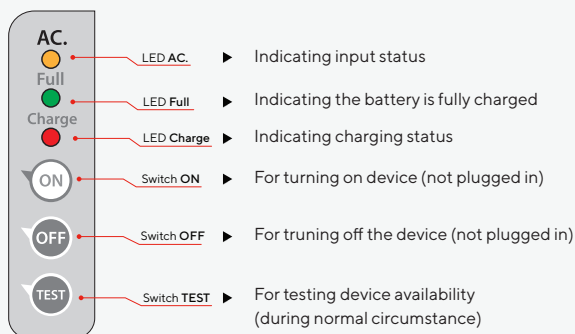 AC.
LED AC. ▶ Indicating input status
Full
LED Full ▶ Indicating the battery is fully charged
Charge
LED Charge ▶ Indicating charging status
ON
Switch ON ▶ For turning on device (not plugged in)
OFF
Switch OFF ▶ For truning off the device (not plugged in)
TEST
Switch TEST ▶ For testing device availability
(during normal circumstance)